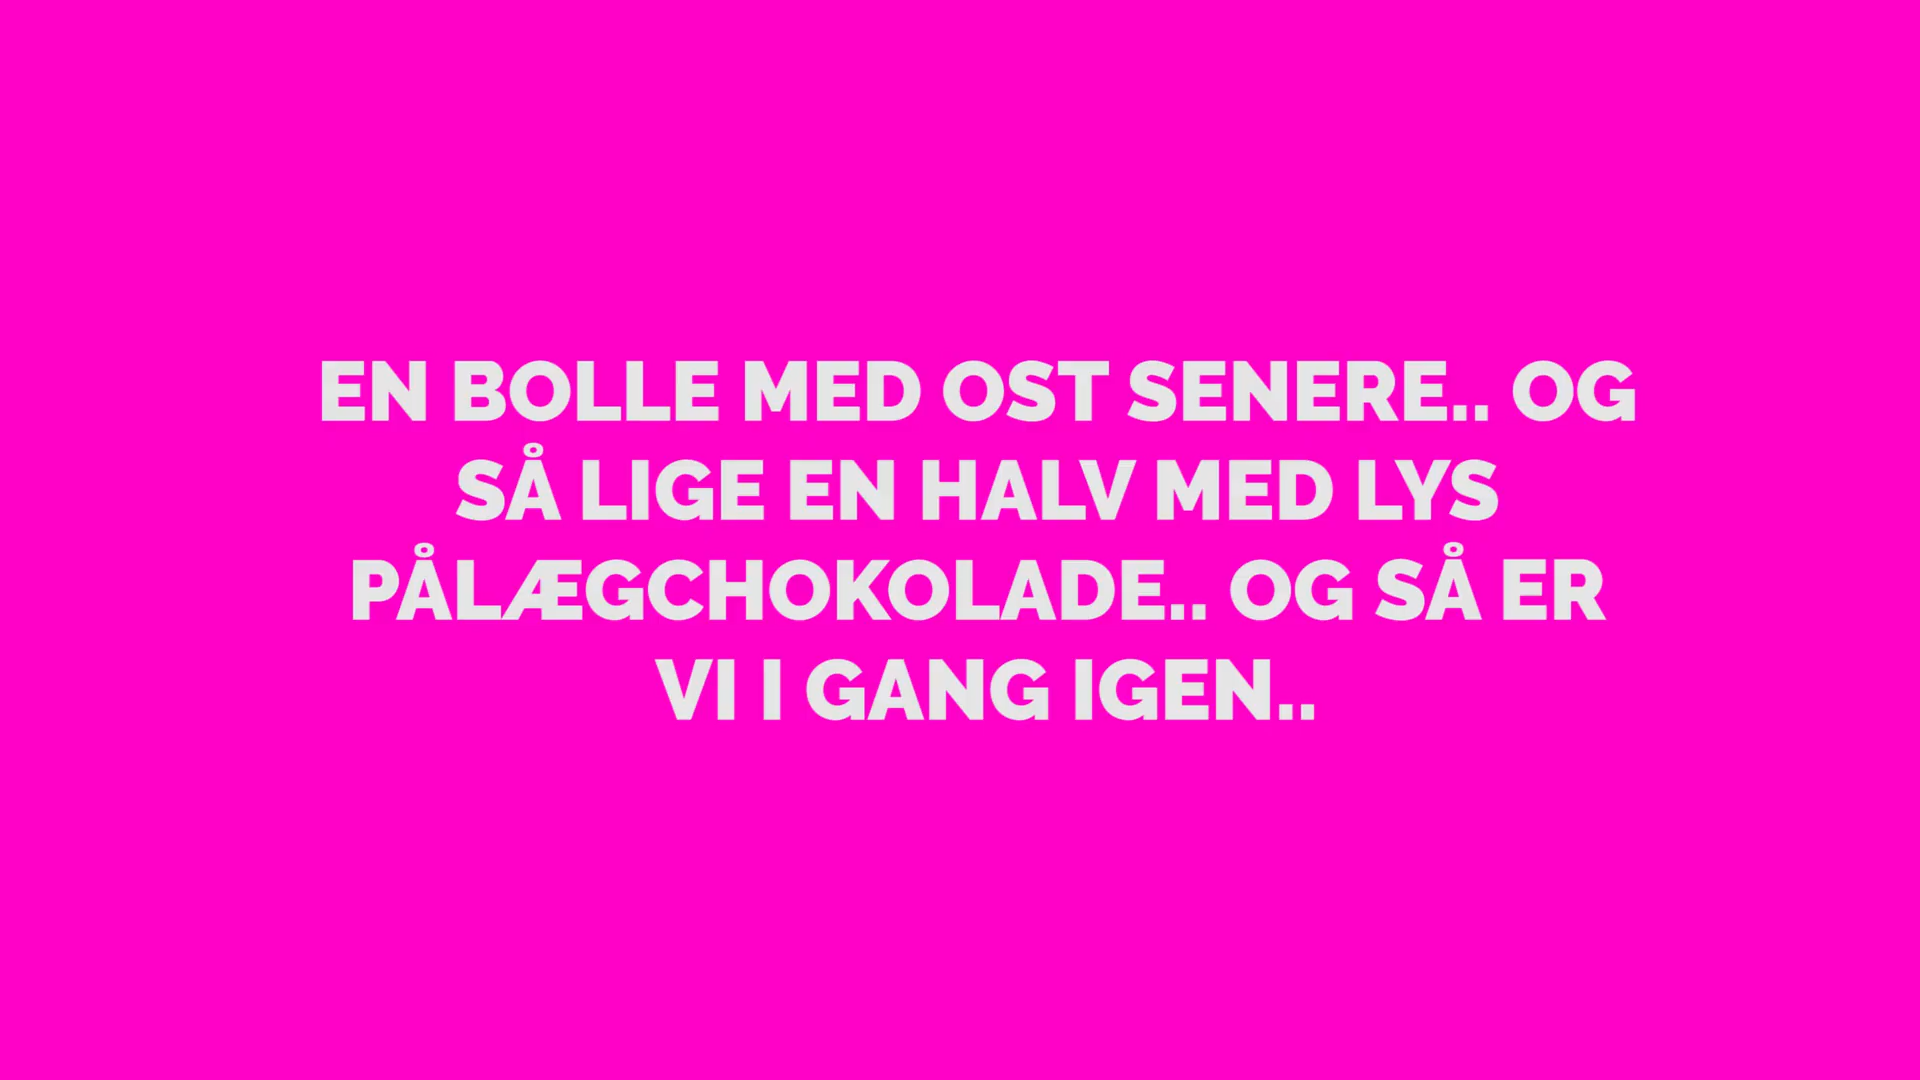 EN BOLLE MED OST SENERE.. OG
SÅ LIGE EN HALV MED LYS
PÅLÆGCHOKOLADE.. OG SÅ ER
VI I GANG IGEN..